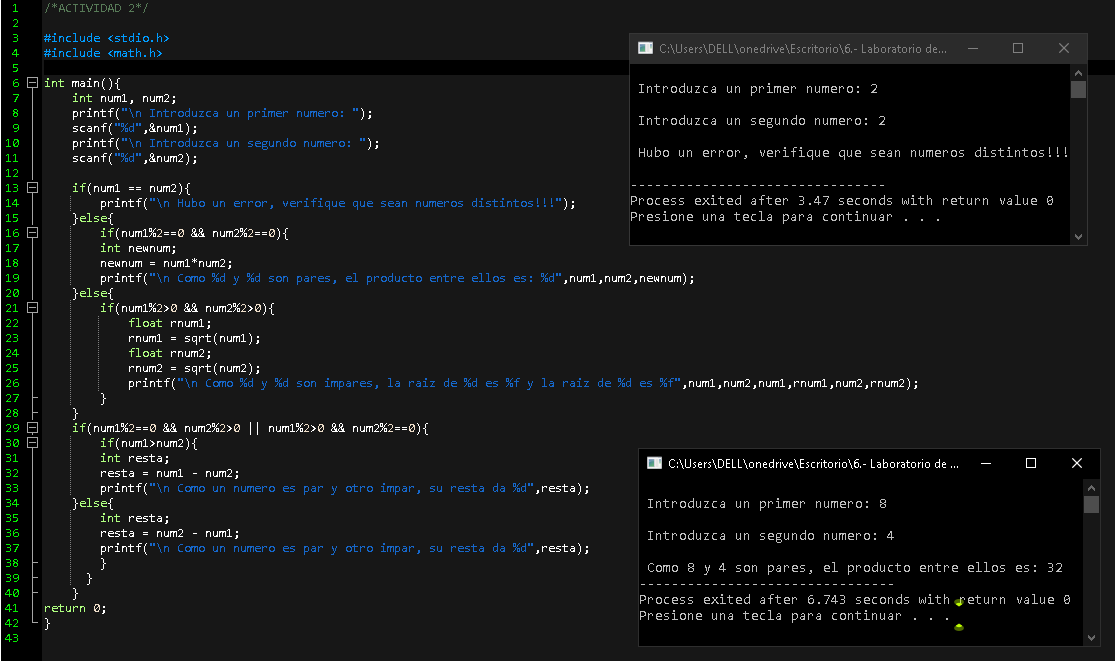 1 /*ACTIVIDAD 2*/
2
3 #include <stdio.h>
4 #include <math.h>
5
6 int main(){
7 int num1, num2;
8 printf("\n Introduzca un primer numero: ");
9 scanf("%d",&num1);
10 printf("\n Introduzca un segundo numero: ");
11 scanf("%d",&num2);
12
13 if(num1 == num2){
14 printf("\n Hubo un error, verifique que sean numeros distintos!!!");
15 }else{
16 if(num1%2==0 && num2%2==0){
17 int newnum;
18 newnum = num1*num2;
19 printf("\n Como %d y %d son pares, el producto entre ellos es: %d",num1,num2,newnum);
20 }else{
21 if(num1%2>0 && num2%2>0){
22 float rnum1;
23 rnum1 = sqrt(num1);
24 float rnum2;
25 rnum2 = sqrt(num2);
26 printf("\n Como %d y %d son impares, la raiz de %d es %f y la raiz de %d es %f",num1,num2,num1,rnum1,num2,rnum2);
27 }
28 }
29 if(num1%2==0 && num2%2>0 || num1%2>0 && num2%2==0){
30 if(num1>num2){
31 int resta;
32 resta = num1 - num2;
33 printf("\n Como un numero es par y otro impar, su resta da %d",resta);
34 }else{
35 int resta;
36 resta = num2 - num1;
37 printf("\n Como un numero es par y otro impar, su resta da %d",resta);
38 }
39 }
40 }
41 return 0;
42 }
43
C:\Users\DELL\onedrive\Escritorio\6.- Laboratorio de...
Introduzca un primer numero: 2
Introduzca un segundo numero: 2
Hubo un error, verifique que sean numeros distintos!!!
--------------------------------
Process exited after 3.47 seconds with return value 0
Presione una tecla para continuar . . .
C:\Users\DELL\onedrive\Escritorio\6.- Laboratorio de ...
Introduzca un primer numero: 8
Introduzca un segundo numero: 4
Como 8 y 4 son pares, el producto entre ellos es: 32
--------------------------------
Process exited after 6.743 seconds with return value 0
Presione una tecla para continuar . . .